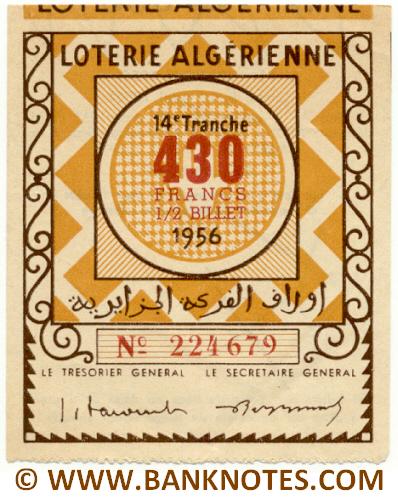 LOTERIE ALGÉRIENNE
LOTERIE ALGÉRIENNE
14e Tranche
430
FRANCS
1/2 BILLET
1956
اوراق القرعة الجزايرية
No 224679
LE TRESORIER GENERAL LE SECRETAIRE GENERAL
© WWW.BANKNOTES.COM